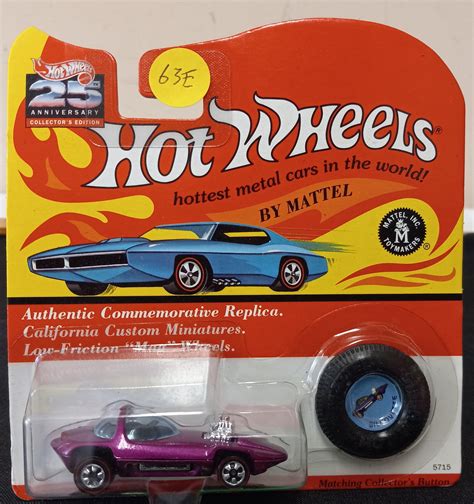 Hot Wheels
25th
ANNIVERSARY
COLLECTOR'S EDITION
63E
HOT WHEELS®
hottest metal cars in the world!
BY MATTEL
MATTEL, INC.
M
TOYMAKERS
Authentic Commemorative Replica.
California Custom Miniatures.
Low-Friction "Mag" Wheels.
5715
Matching Collector's Button